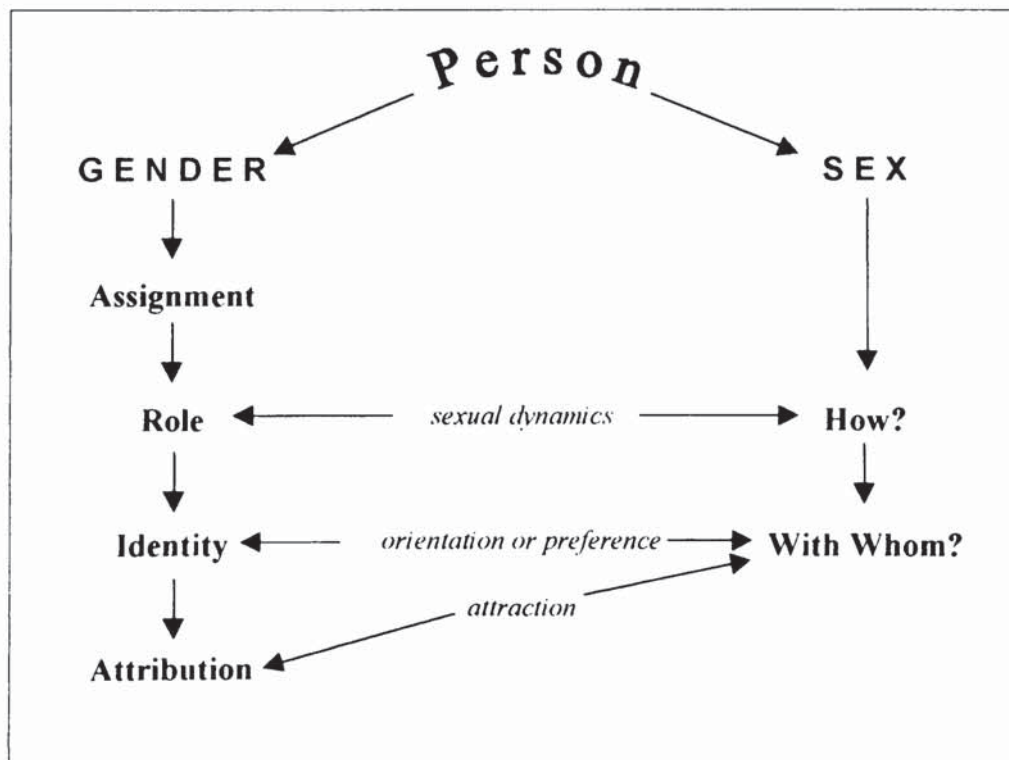 Person
GENDER SEX
Assignment
Role sexual dynamics How?
Identity orientation or preference With Whom?
attraction
Attribution